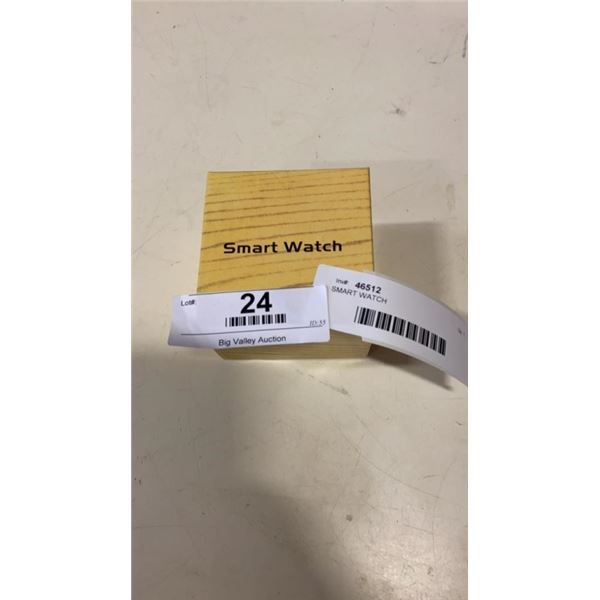 Smart Watch
Lot#: 24
ID:55
Big Valley Auction
Inv#: 46512
SMART WATCH